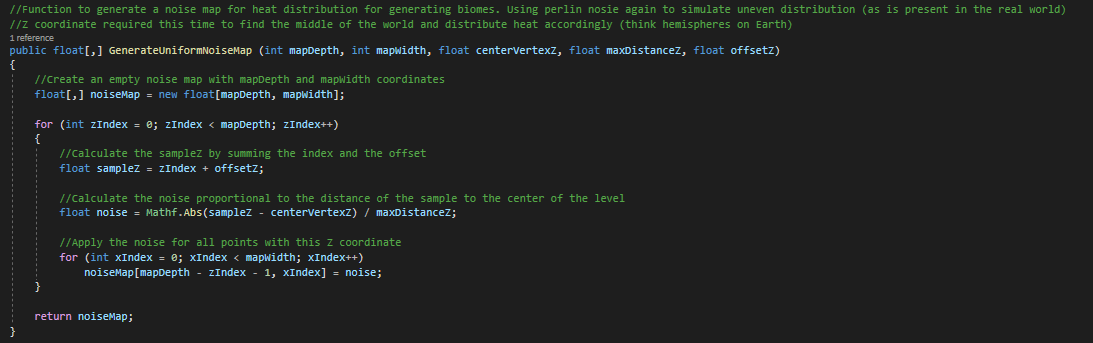 //Function to generate a noise map for heat distribution for generating biomes. Using perlin nosie again to simulate uneven distribution (as is present in the real world)
//Z coordinate required this time to find the middle of the world and distribute heat accordingly (think hemispheres on Earth)
1 reference
public float[,] GenerateUniformNoiseMap (int mapDepth, int mapWidth, float centerVertexZ, float maxDistanceZ, float offsetZ)
{
    //Create an empty noise map with mapDepth and mapWidth coordinates
    float[,] noiseMap = new float[mapDepth, mapWidth];

    for (int zIndex = 0; zIndex < mapDepth; zIndex++)
    {
        //Calculate the sampleZ by summing the index and the offset
        float sampleZ = zIndex + offsetZ;

        //Calculate the noise proportional to the distance of the sample to the center of the level
        float noise = Mathf.Abs(sampleZ - centerVertexZ) / maxDistanceZ;

        //Apply the noise for all points with this Z coordinate
        for (int xIndex = 0; xIndex < mapWidth; xIndex++)
            noiseMap[mapDepth - zIndex - 1, xIndex] = noise;
    }

    return noiseMap;
}